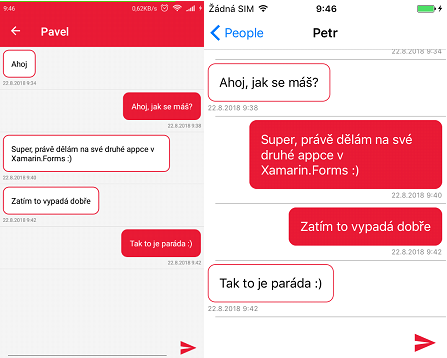 9:46
0,62KB/s
Pavel
Ahoj
22.8.2018 9:34
Ahoj, jak se máš?
22.8.2018 9:38
Super, právě dělám na své druhé appce v
Xamarin.Forms :)
22.8.2018 9:40
Zatím to vypadá dobře
22.8.2018 9:42
Tak to je paráda :)
22.8.2018 9:42
Žádná SIM
9:46
People
Petr
22.8.2018 9:34
Ahoj, jak se máš?
22.8.2018 9:38
Super, právě dělám na své
druhé appce v
Xamarin.Forms :)
22.8.2018 9:40
Zatím to vypadá dobře
22.8.2018 9:42
Tak to je paráda :)
22.8.2018 9:42